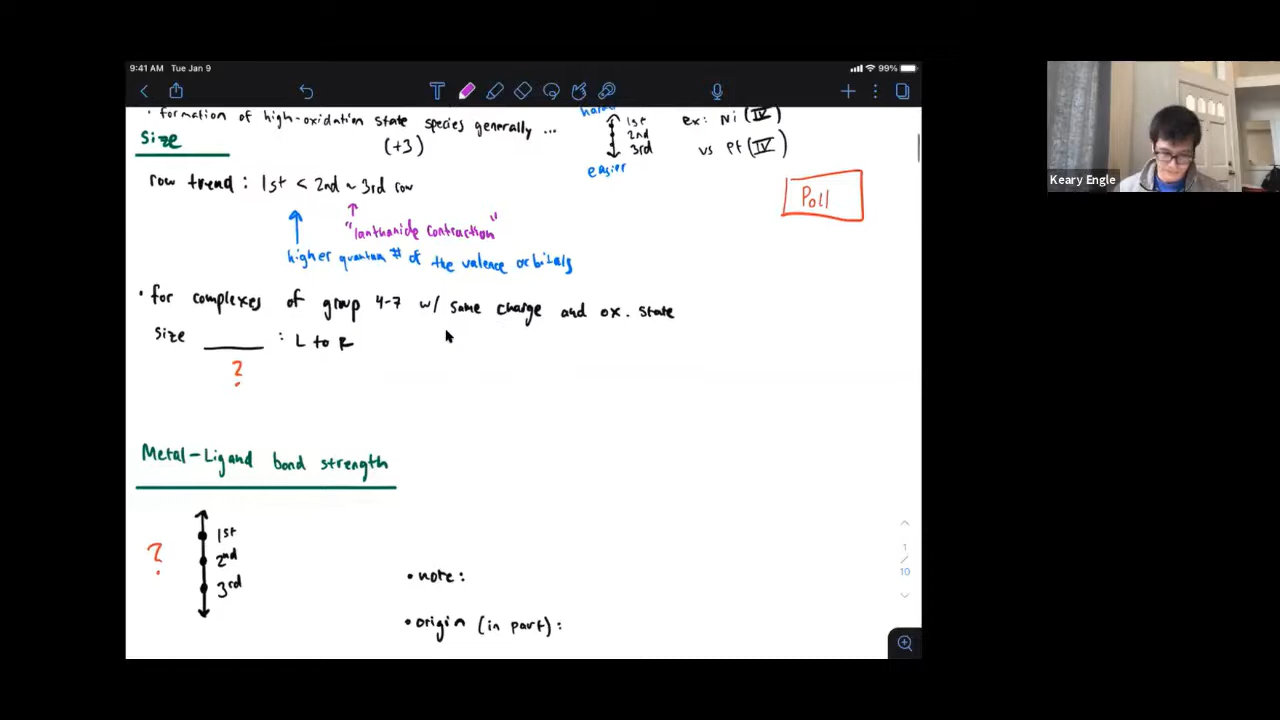 9:41 AM Tue Jan 9
99%
• formation of high-oxidation state species generally ...
(+3)
1st
2nd
3rd
easier
ex: Ni (IV)
vs Pt (IV)
Size
Poll
row trend : 1st < 2nd ~ 3rd row
"lanthanide contraction"
higher quantum # of the valence orbitals
• for complexes of group 4-7 w/ same charge and ox. state
size ____ : L to R
?
Metal-Ligand bond strength
?
1st
2nd
3rd
• note :
• origin (in part) :
1
/
10
Keary Engle